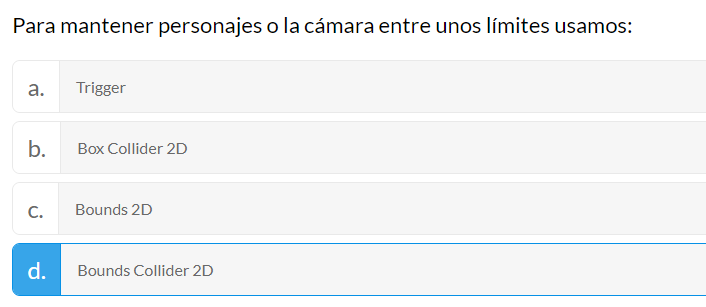 Para mantener personajes o la cámara entre unos límites usamos:
a. Trigger
b. Box Collider 2D
c. Bounds 2D
d. Bounds Collider 2D